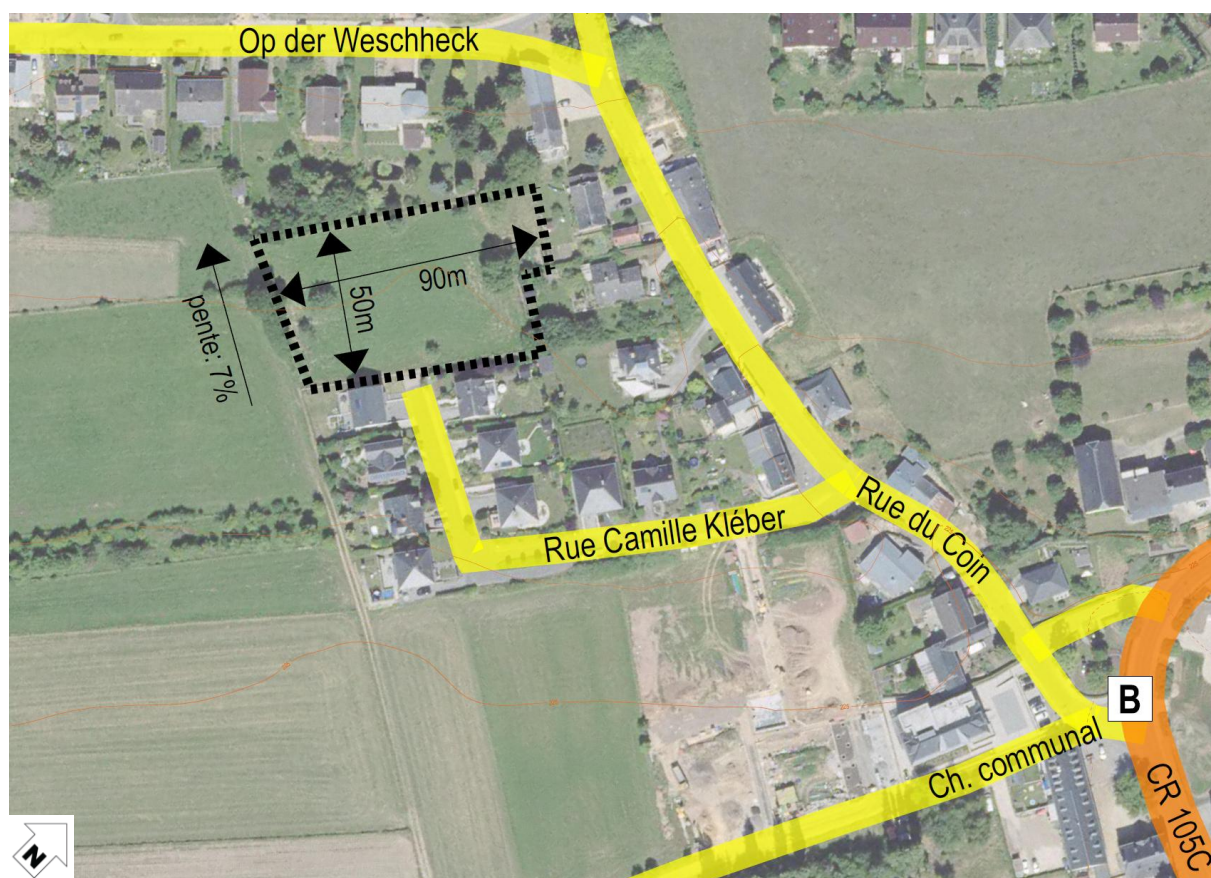 Op der Weschheck
90m
50m
pente: 7%
Rue Camille Kléber
Rue du Coin
B
Ch. communal
CR 105C
N